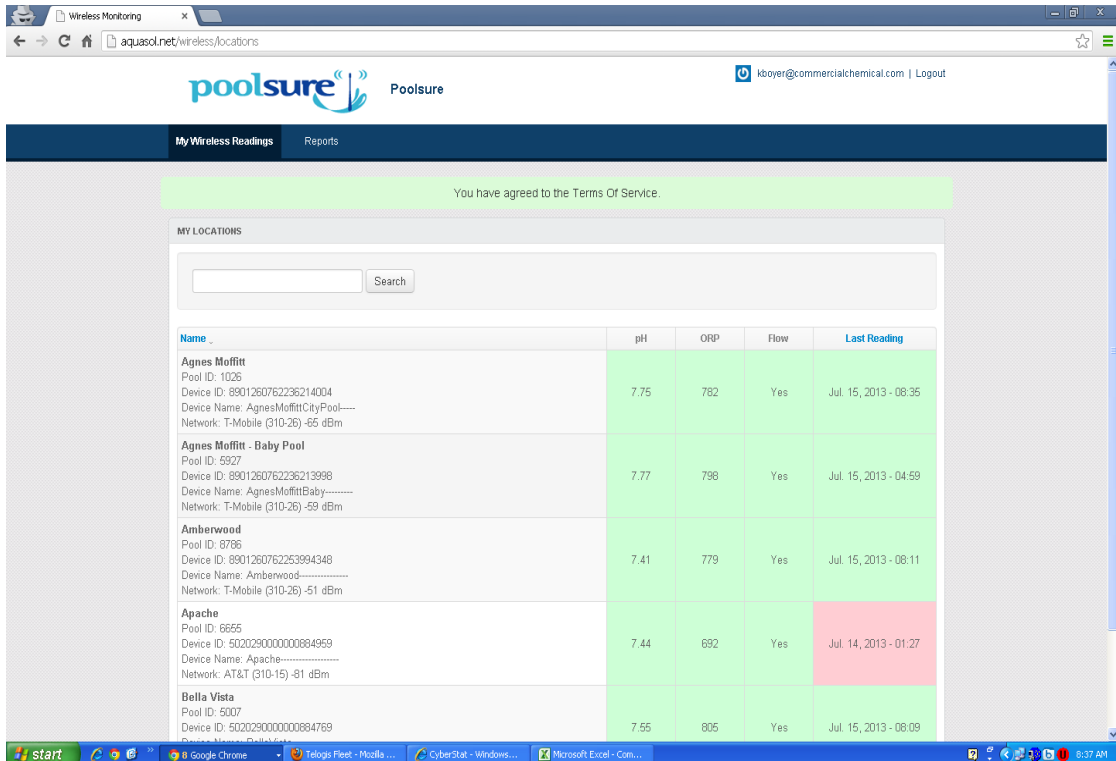 Wireless Monitoring
aquasol.net/wireless/locations
poolsure
Poolsure
kboyer@commercialchemical.com | Logout
My Wireless Readings
Reports
You have agreed to the Terms Of Service.
MY LOCATIONS
Search
Name pH ORP Flow Last Reading
Agnes Moffitt
Pool ID: 1026
Device ID: 8901260762236214004
Device Name: AgnesMoffittCityPool-----
Network: T-Mobile (310-26) -65 dBm
7.75 782 Yes Jul. 15, 2013 - 08:35
Agnes Moffitt - Baby Pool
Pool ID: 5927
Device ID: 8901260762236213998
Device Name: AgnesMoffittBaby---------
Network: T-Mobile (310-26) -59 dBm
7.77 798 Yes Jul. 15, 2013 - 04:59
Amberwood
Pool ID: 8786
Device ID: 8901260762253994348
Device Name: Amberwood----------------
Network: T-Mobile (310-26) -51 dBm
7.41 779 Yes Jul. 15, 2013 - 08:11
Apache
Pool ID: 6655
Device ID: 5020290000000884959
Device Name: Apache-------------------
Network: AT&T (310-15) -81 dBm
7.44 692 Yes Jul. 14, 2013 - 01:27
Bella Vista
Pool ID: 5007
Device ID: 5020290000000884769
7.55 805 Yes Jul. 15, 2013 - 08:09
start
8 Google Chrome
Telogis Fleet - Mozilla ...
CyberStat - Windows...
Microsoft Excel - Com...
8:37 AM